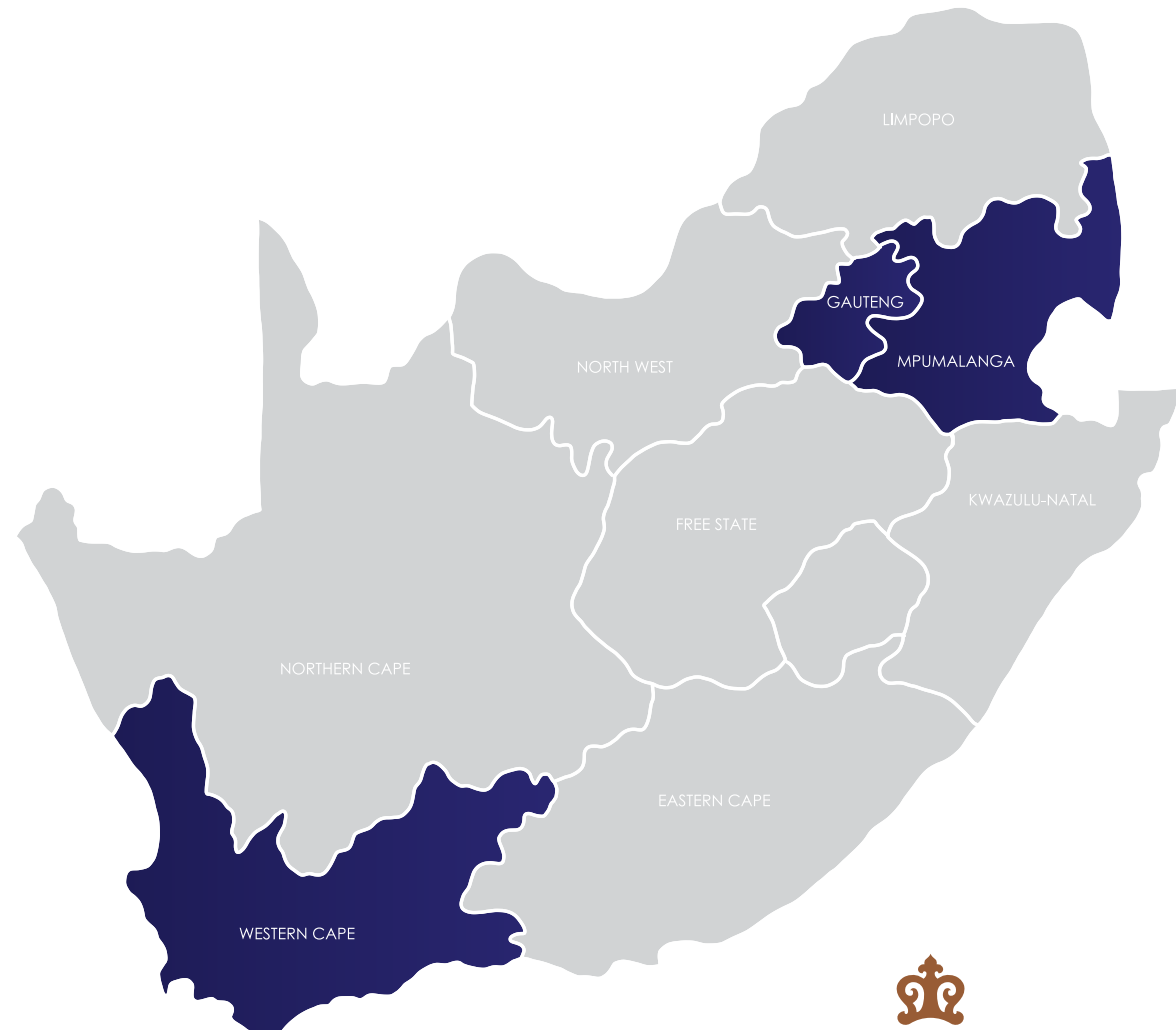 LIMPOPO
GAUTENG
MPUMALANGA
NORTH WEST
KWAZULU-NATAL
FREE STATE
NORTHERN CAPE
EASTERN CAPE
WESTERN CAPE